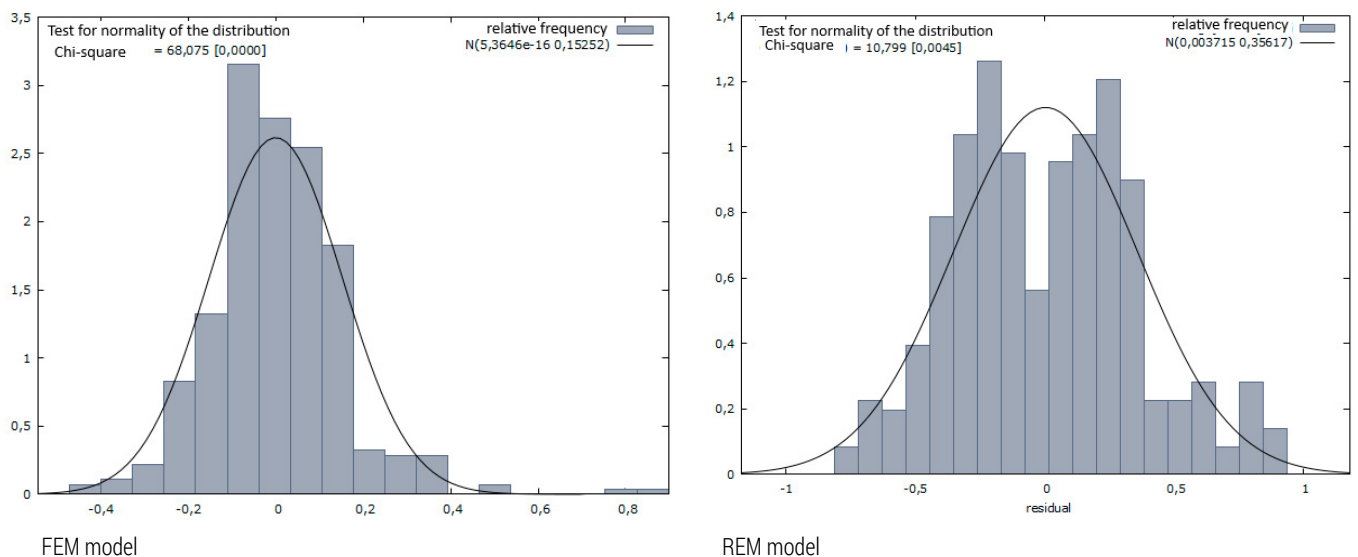 3,5
3
2,5
2
1,5
1
0,5
0
Test for normality of the distribution
Chi-square = 68,075 [0,0000]
relative frequency
N(5,3646e-16 0,15252)
-0,4 -0,2 0 0,2 0,4 0,6 0,8
FEM model
1,4
1,2
1
0,8
0,6
0,4
0,2
0
Test for normality of the distribution
Chi-square ) = 10,799 [0,0045]
relative frequency
N(0,003715 0,35617)
-1 -0,5 0 0,5 1
residual
REM model